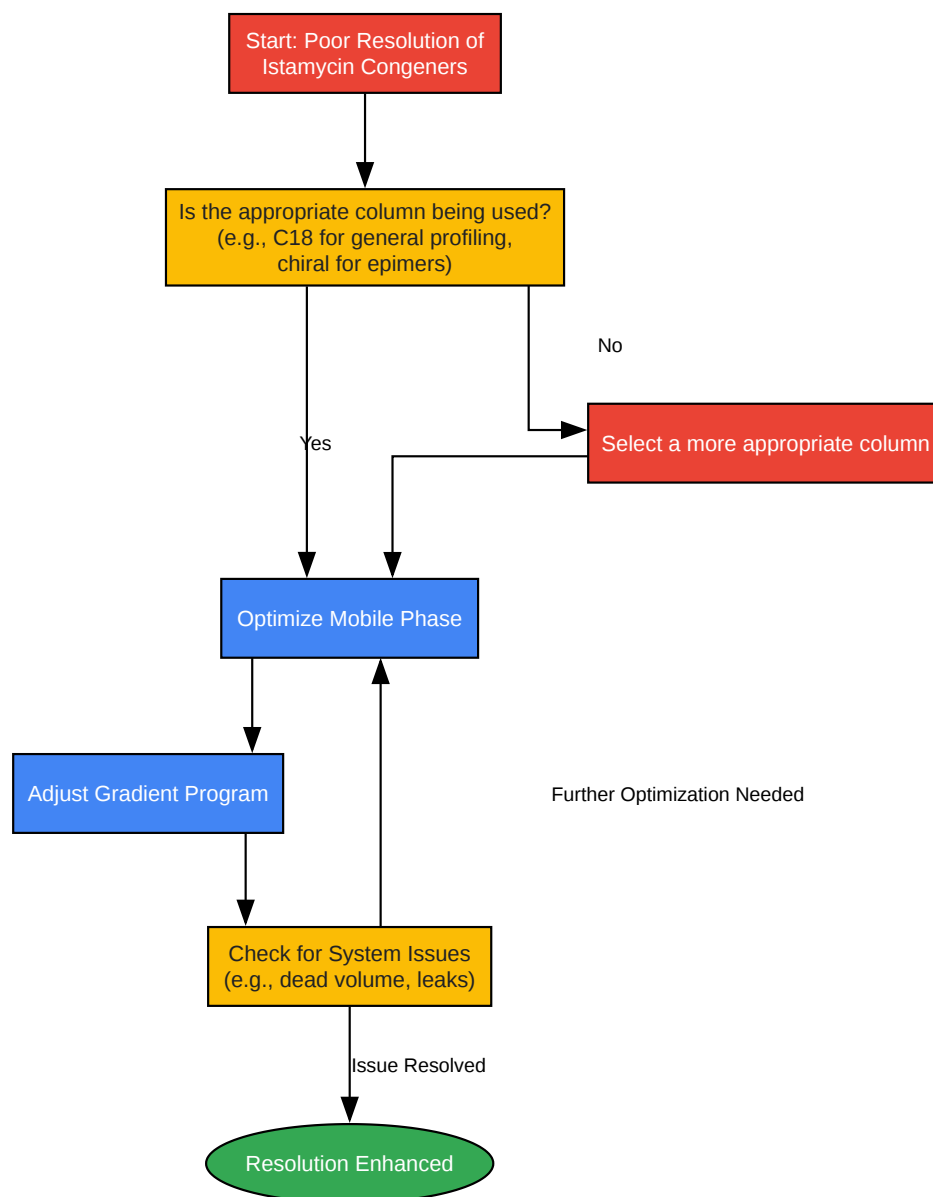 Start: Poor Resolution of
Istamycin Congeners
Is the appropriate column being used?
(e.g., C18 for general profiling,
chiral for epimers)
No
Yes
Select a more appropriate column
Optimize Mobile Phase
Adjust Gradient Program
Further Optimization Needed
Check for System Issues
(e.g., dead volume, leaks)
Issue Resolved
Resolution Enhanced